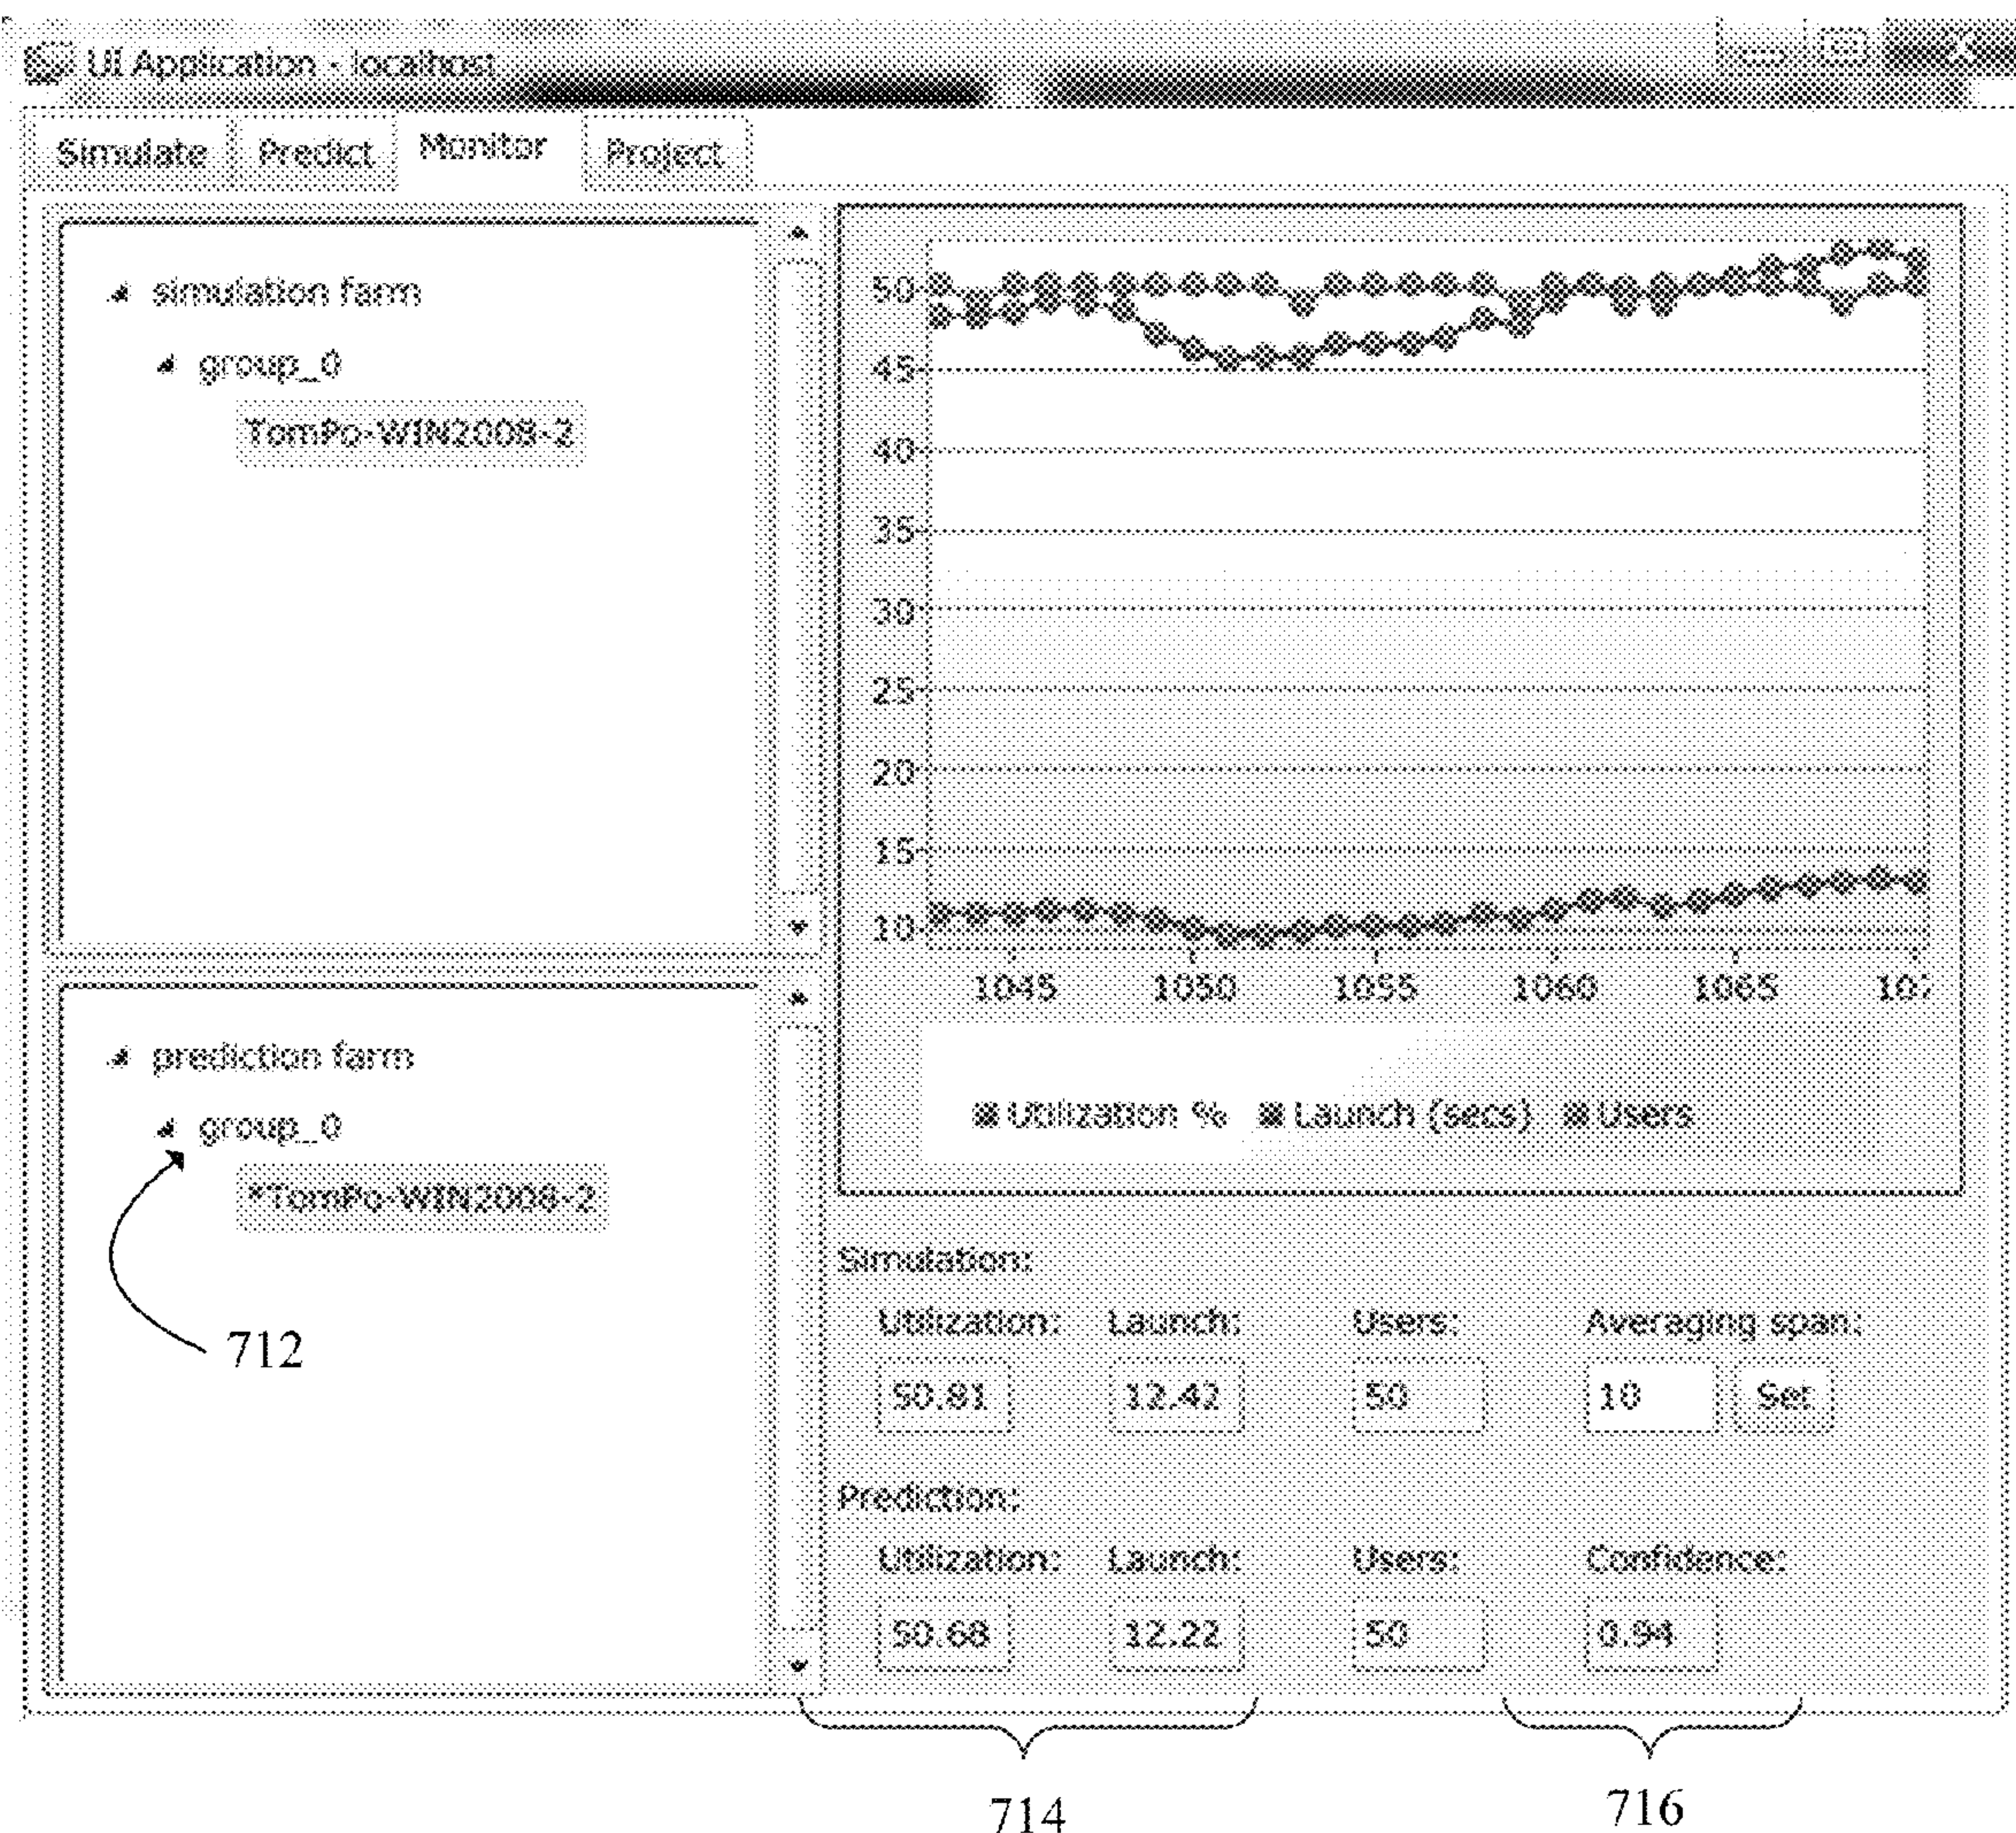 UI Application - localhost
Simulate Predict Monitor Project
simulation farm
group_0
TomPo-WIN2008-2
prediction farm
group_0
*TomPo-WIN2008-2
712
50
45
40
35
30
25
20
15
10
1045 1050 1055 1060 1065
Utilization % Launch (secs) Users
Simulation:
Utilization: Launch: Users: Averaging span:
50.81 12.42 50 10 Set
Prediction:
Utilization: Launch: Users: Confidence:
50.68 12.22 50 0.94
714 716